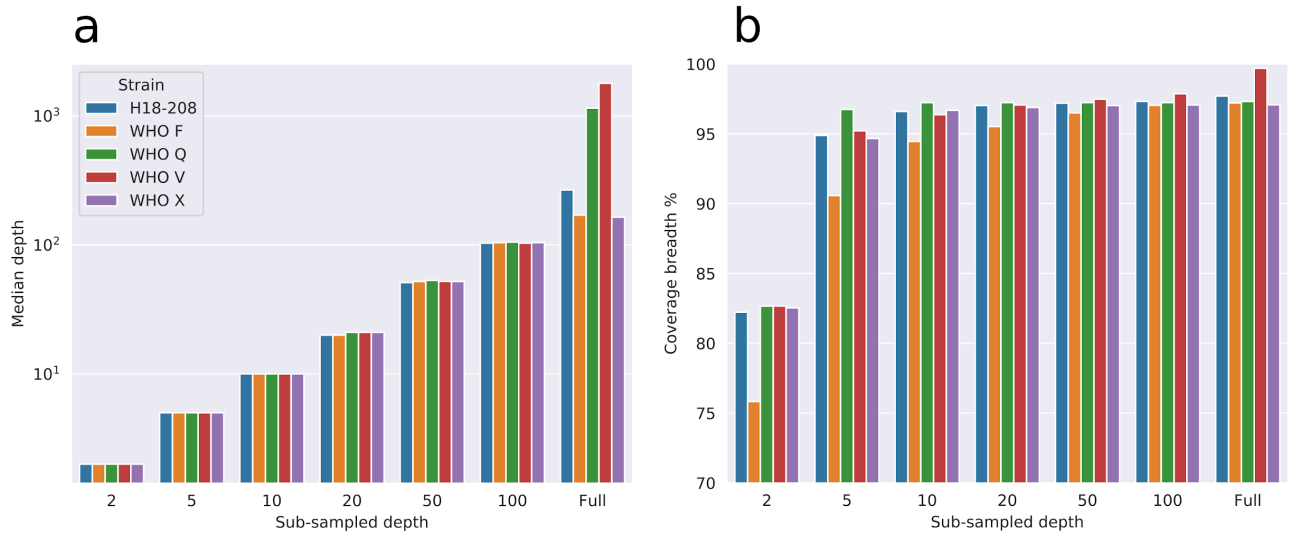 a
Strain
H18-208
WHO F
WHO Q
WHO V
WHO X
10³
10²
10¹
Median depth
2 5 10 20 50 100 Full
Sub-sampled depth
b
100
95
90
85
80
75
70
Coverage breadth %
2 5 10 20 50 100 Full
Sub-sampled depth